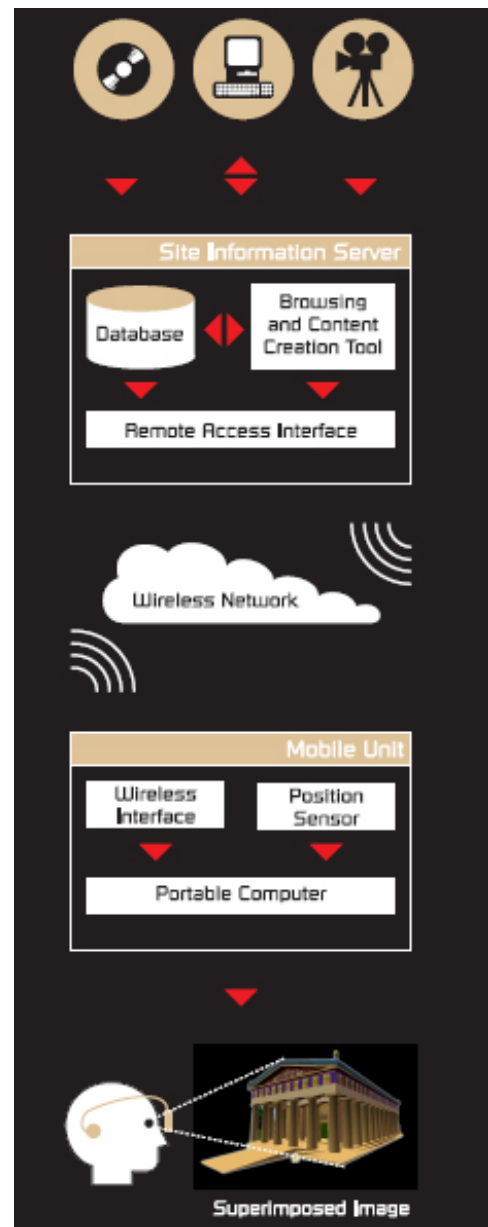 Site Information Server
Database
Browsing
and Content
Creation Tool
Remote Access Interface
Wireless Network
Mobile Unit
Wireless
Interface
Position
Sensor
Portable Computer
SuperImposed Image